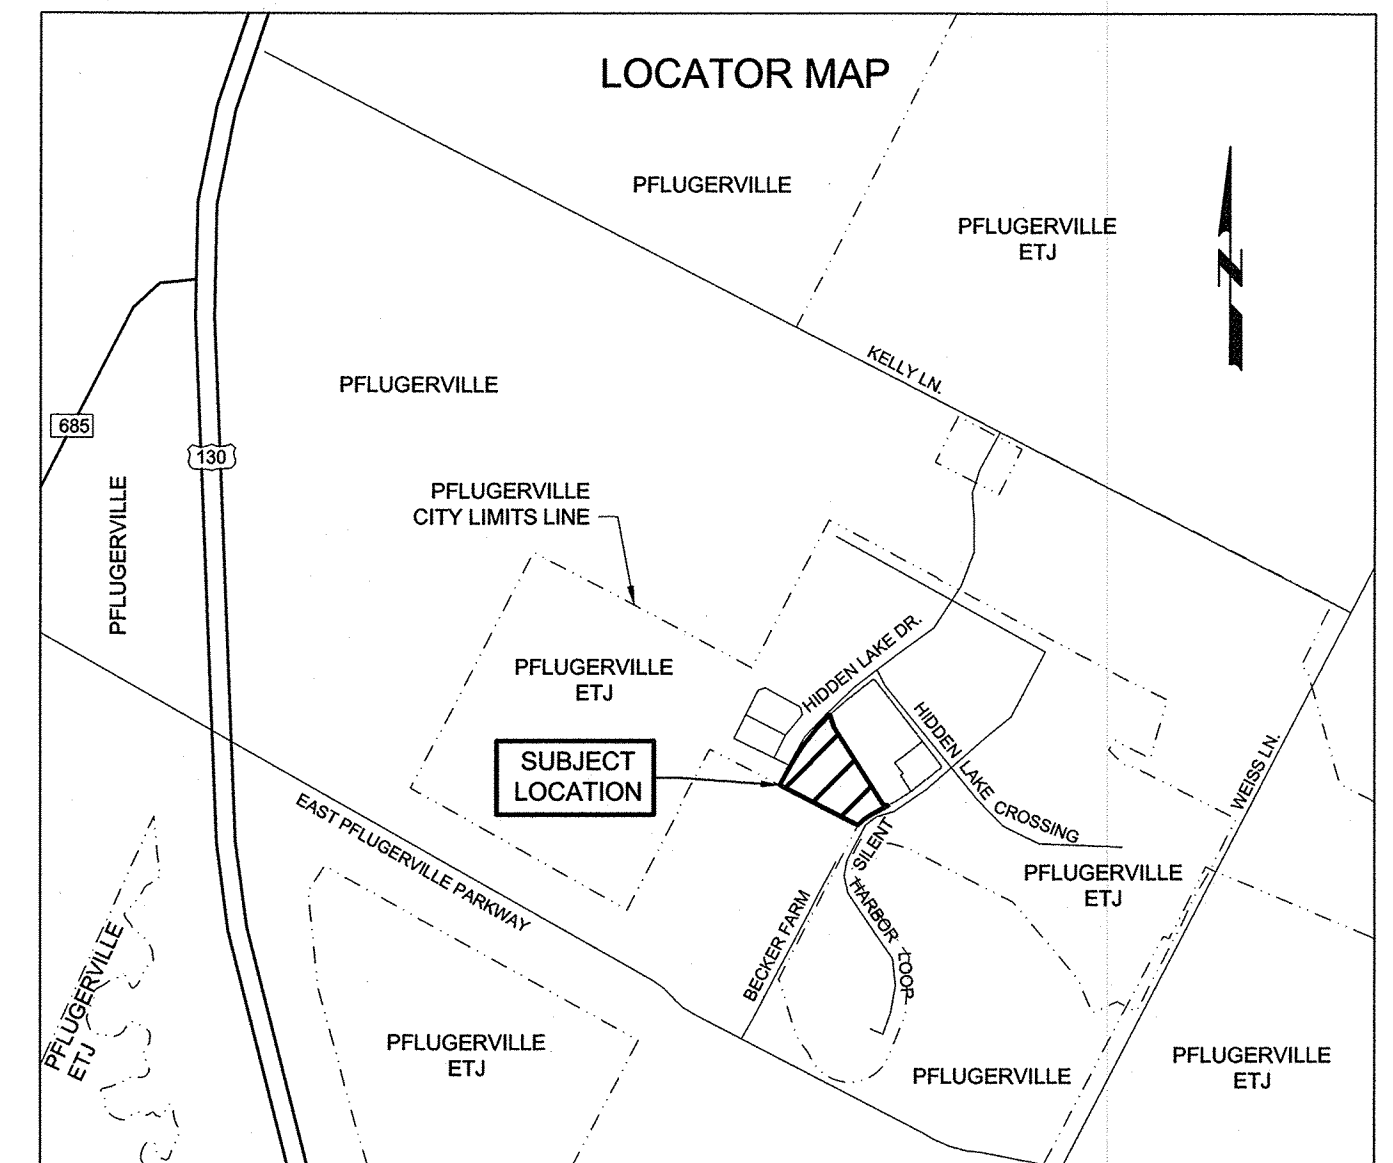 LOCATOR MAP
PFLUGERVILLE
PFLUGERVILLE
ETJ
N
KELLY LN.
PFLUGERVILLE
685
130
PFLUGERVILLE
PFLUGERVILLE
CITY LIMITS LINE
HIDDEN LAKE DR.
PFLUGERVILLE
ETJ
HIDDEN LAKE CROSSING
SUBJECT
LOCATION
WEISS LN.
EAST PFLUGERVILLE PARKWAY
SILENT HARBOR LOOP
PFLUGERVILLE
ETJ
BECKER FARM
PFLUGERVILLE
ETJ
PFLUGERVILLE
ETJ
PFLUGERVILLE
PFLUGERVILLE
ETJ